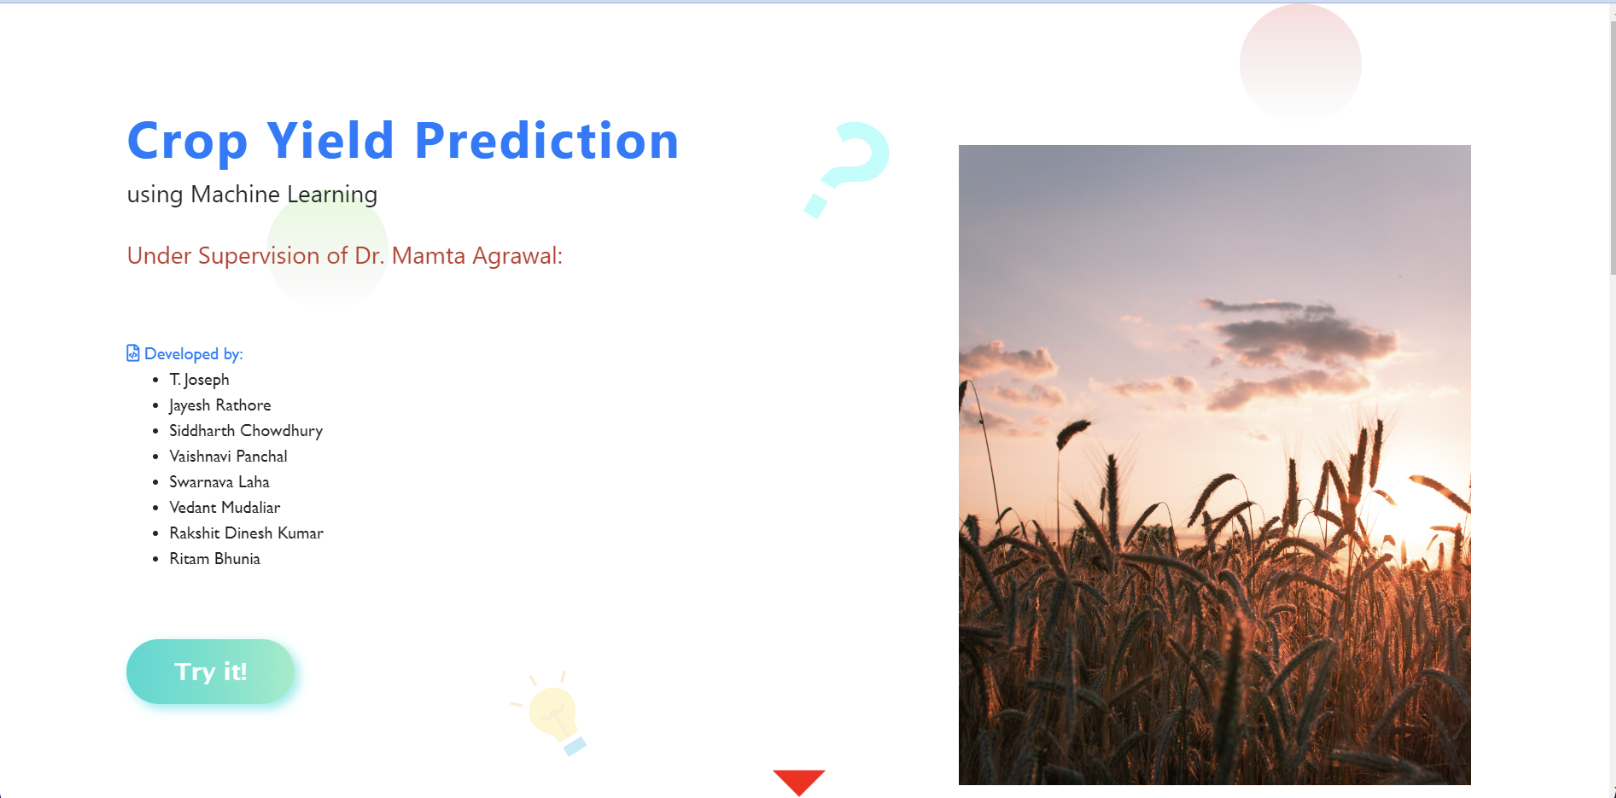 Crop Yield Prediction
using Machine Learning
Under Supervision of Dr. Mamta Agrawal:
Developed by:
T. Joseph
Jayesh Rathore
Siddharth Chowdhury
Vaishnavi Panchal
Swarnava Laha
Vedant Mudaliar
Rakshit Dinesh Kumar
Ritam Bhunia
Try it!
?